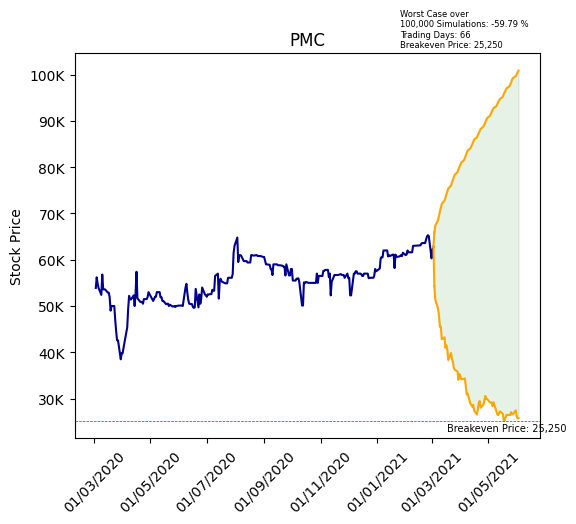 Worst Case over
100,000 Simulations: -59.79 %
Trading Days: 66
Breakeven Price: 25,250
PMC
Stock Price
100K
90K
80K
70K
60K
50K
40K
30K
Breakeven Price: 25,250
01/03/2020
01/05/2020
01/07/2020
01/09/2020
01/11/2020
01/01/2021
01/03/2021
01/05/2021